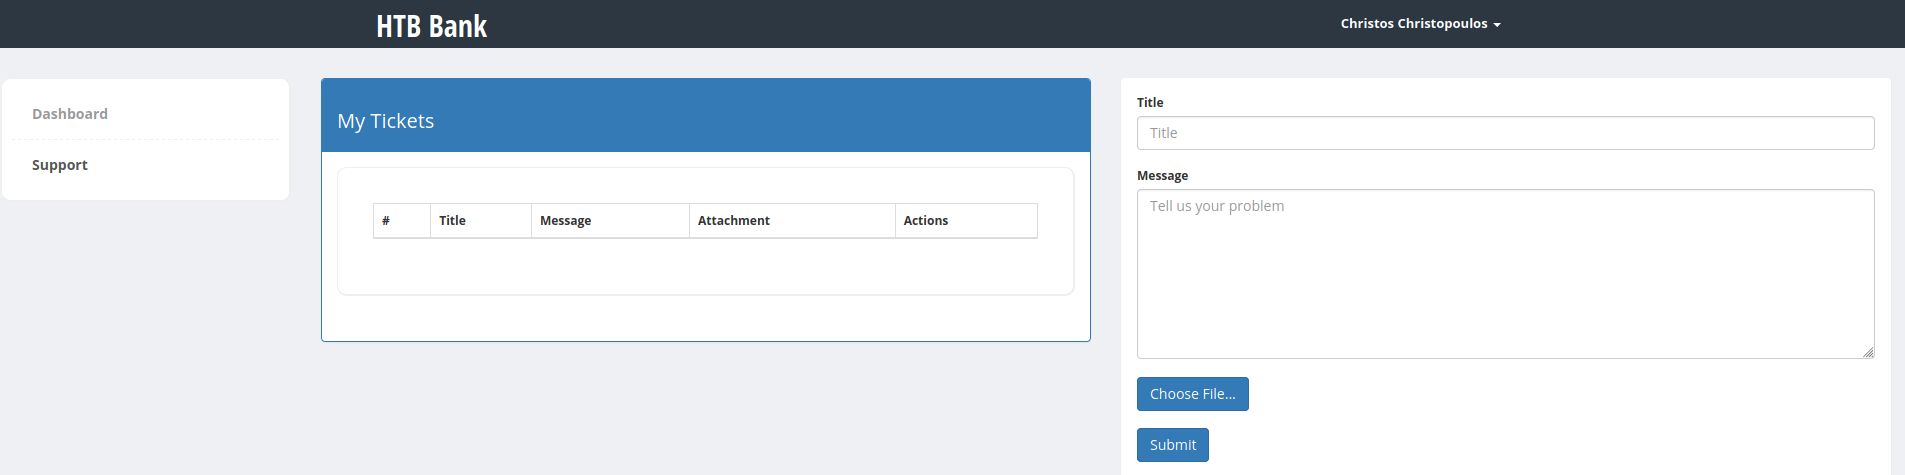 HTB Bank
Christos Christopoulos
Dashboard
Support
My Tickets
# Title Message Attachment Actions
Title
Title
Message
Tell us your problem
Choose File...
Submit